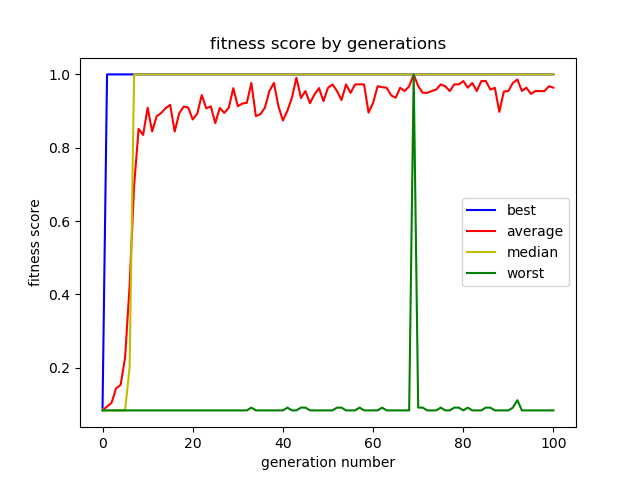 fitness score by generations
fitness score
1.0
0.8
0.6
0.4
0.2
best
average
median
worst
0 20 40 60 80 100
generation number